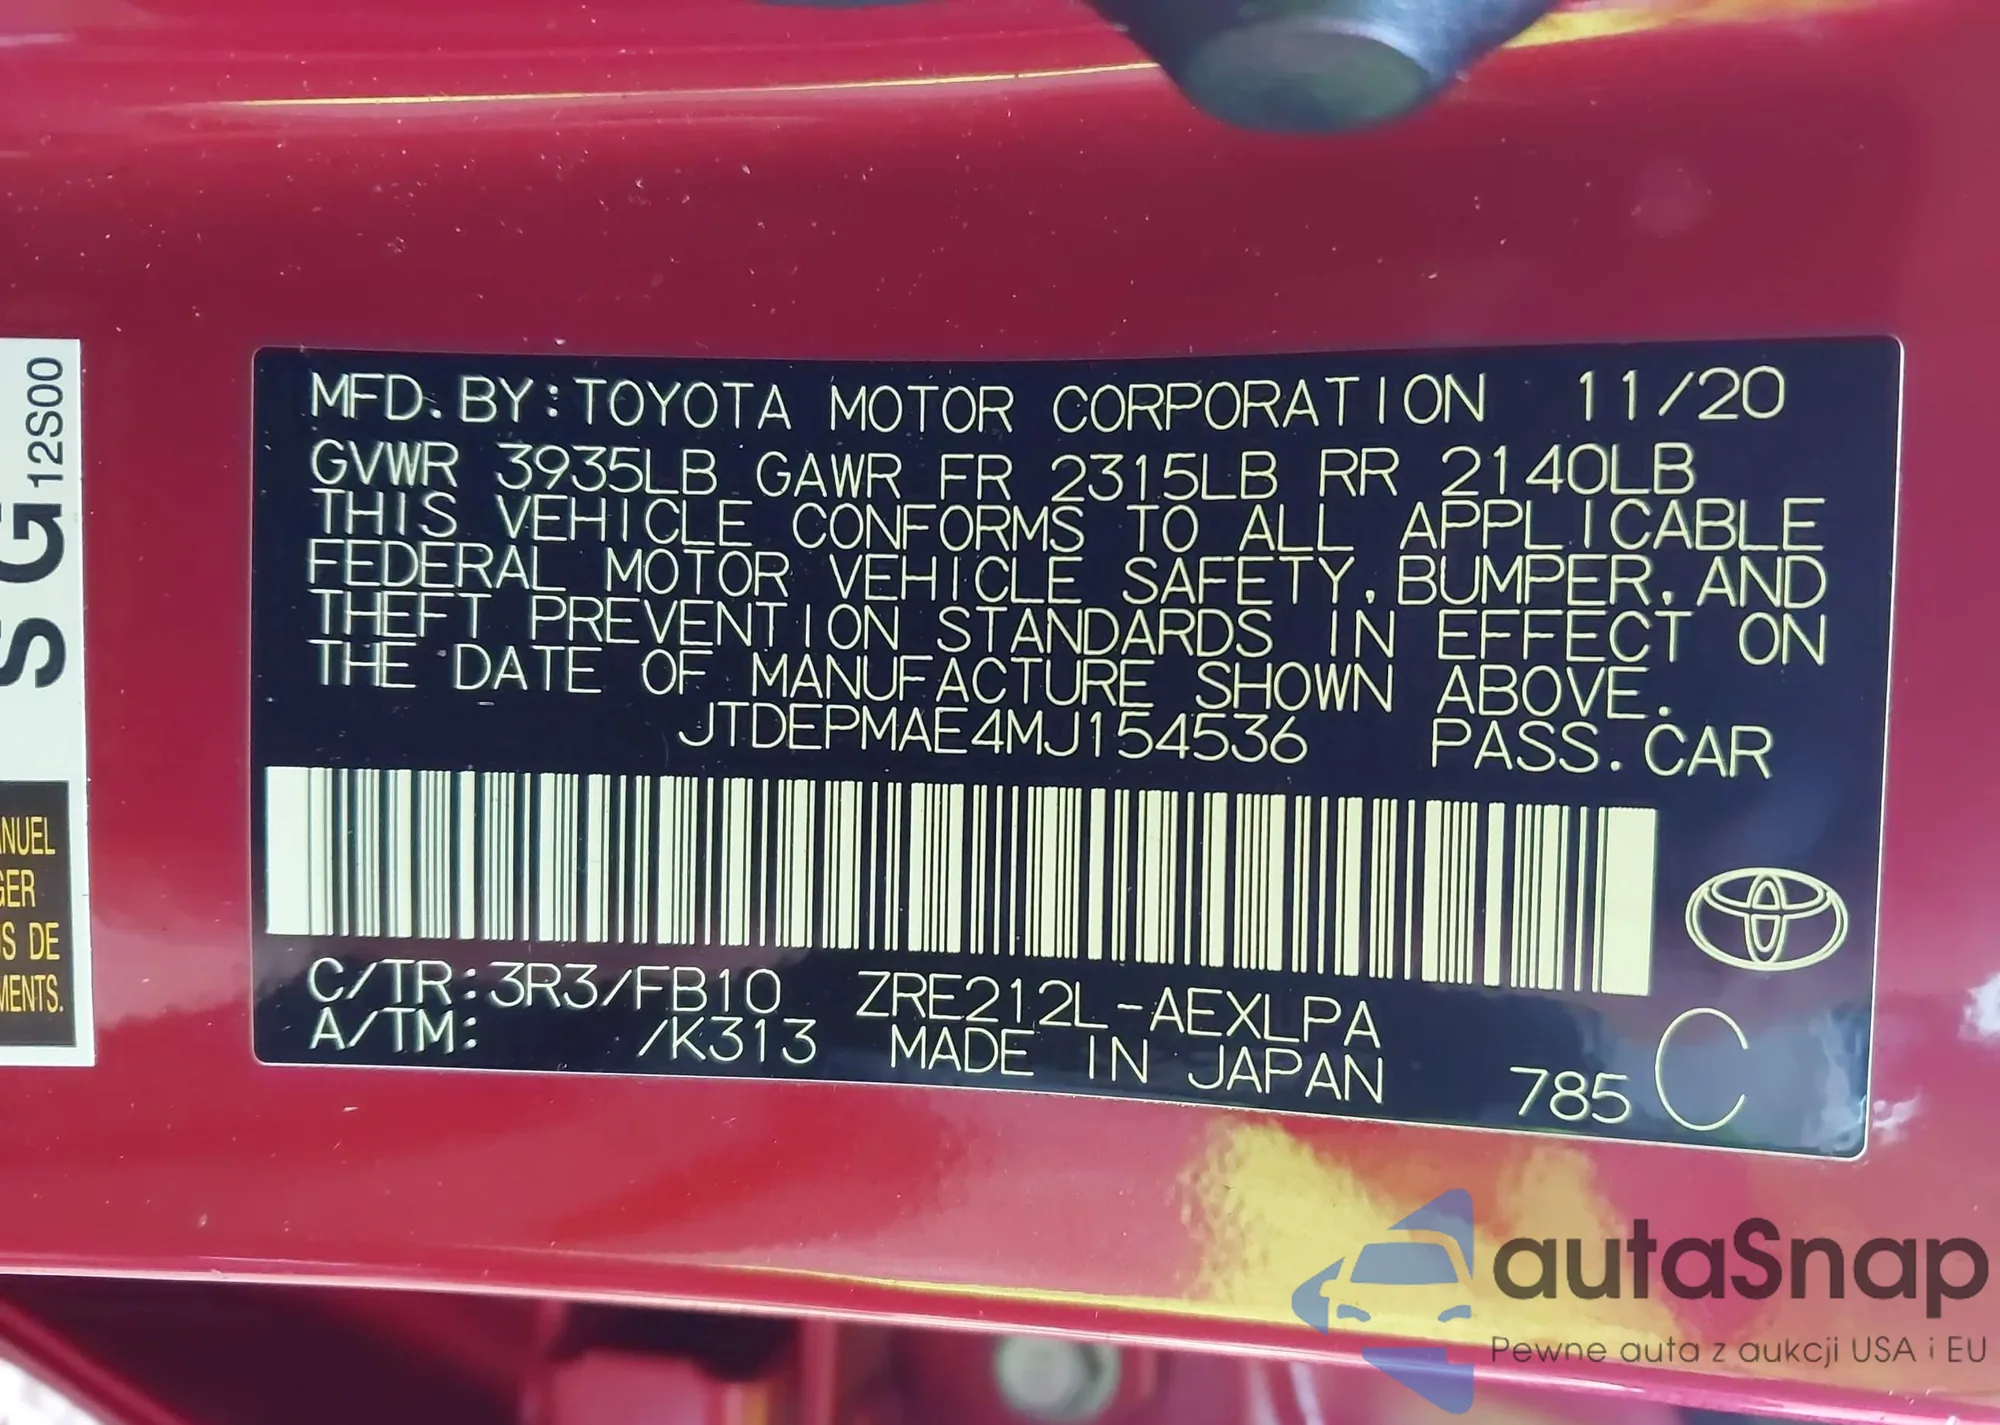 MFD. BY: TOYOTA MOTOR CORPORATION 11/20
GVWR 3935LB GAWR FR 2315LB RR 2140LB
THIS VEHICLE CONFORMS TO ALL APPLICABLE
FEDERAL MOTOR VEHICLE SAFETY, BUMPER, AND
THEFT PREVENTION STANDARDS IN EFFECT ON
THE DATE OF MANUFACTURE SHOWN ABOVE.
JTDEPMAE4MJ154536 PASS. CAR
C/TR: 3R3/FB10 ZRE212L-AEXLPA
A/TM: /K313 MADE IN JAPAN 785 C
S G 12S00
ANUEL
GER
S DE
MENTS.
autaSnap
Pewne auta z aukcji USA i EU